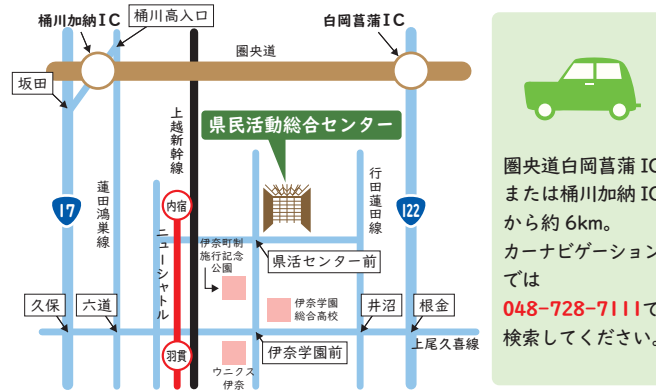 桶川加納IC
桶川高入口
白岡菖蒲IC
圏央道
坂田
上越新幹線
県民活動総合センター
蓮田鴻巣線
行田蓮田線
17
内宿
122
ニューシャトル
伊奈町制
施行記念
公園
県活センター前
伊奈学園
総合高校
久保
六道
井沼
根金
羽貫
伊奈学園前
上尾久喜線
ウニクス
伊奈
圏央道白岡菖蒲 IC
または桶川加納 IC
から約 6km。
カーナビゲーション
では
048-728-7111で
検索してください。